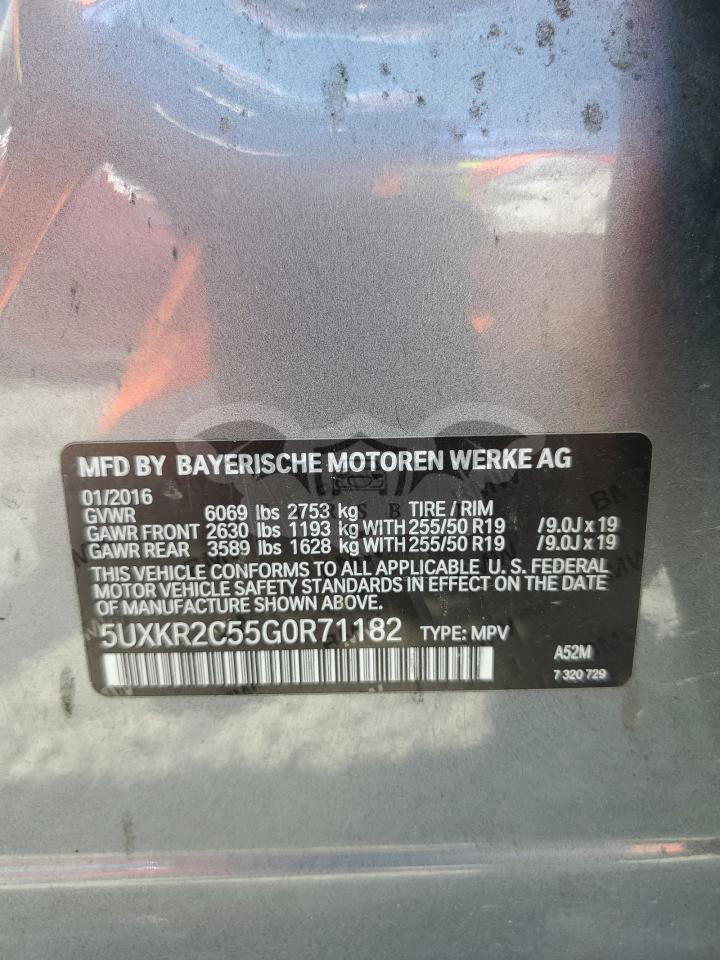 MFD BY BAYERISCHE MOTOREN WERKE AG
01/2016
GVWR 6069 lbs 2753 kg TIRE / RIM
GAWR FRONT 2630 lbs 1193 kg WITH 255/50 R19 /9.0J x 19
GAWR REAR 3589 lbs 1628 kg WITH 255/50 R19 /9.0J x 19
THIS VEHICLE CONFORMS TO ALL APPLICABLE U. S. FEDERAL
MOTOR VEHICLE SAFETY STANDARDS IN EFFECT ON THE DATE
OF MANUFACTURE SHOWN ABOVE.
5UXKR2C55G0R71182 TYPE: MPV
A52M
7 320 729